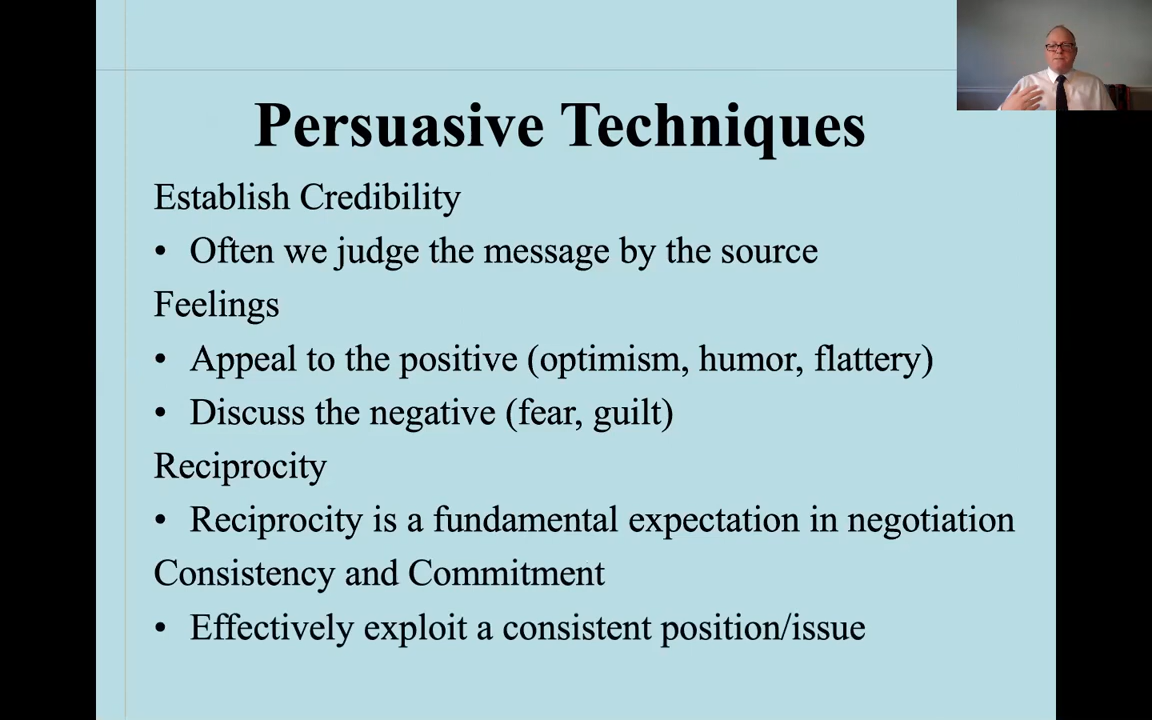 Persuasive Techniques
Establish Credibility
• Often we judge the message by the source
Feelings
• Appeal to the positive (optimism, humor, flattery)
• Discuss the negative (fear, guilt)
Reciprocity
• Reciprocity is a fundamental expectation in negotiation
Consistency and Commitment
• Effectively exploit a consistent position/issue